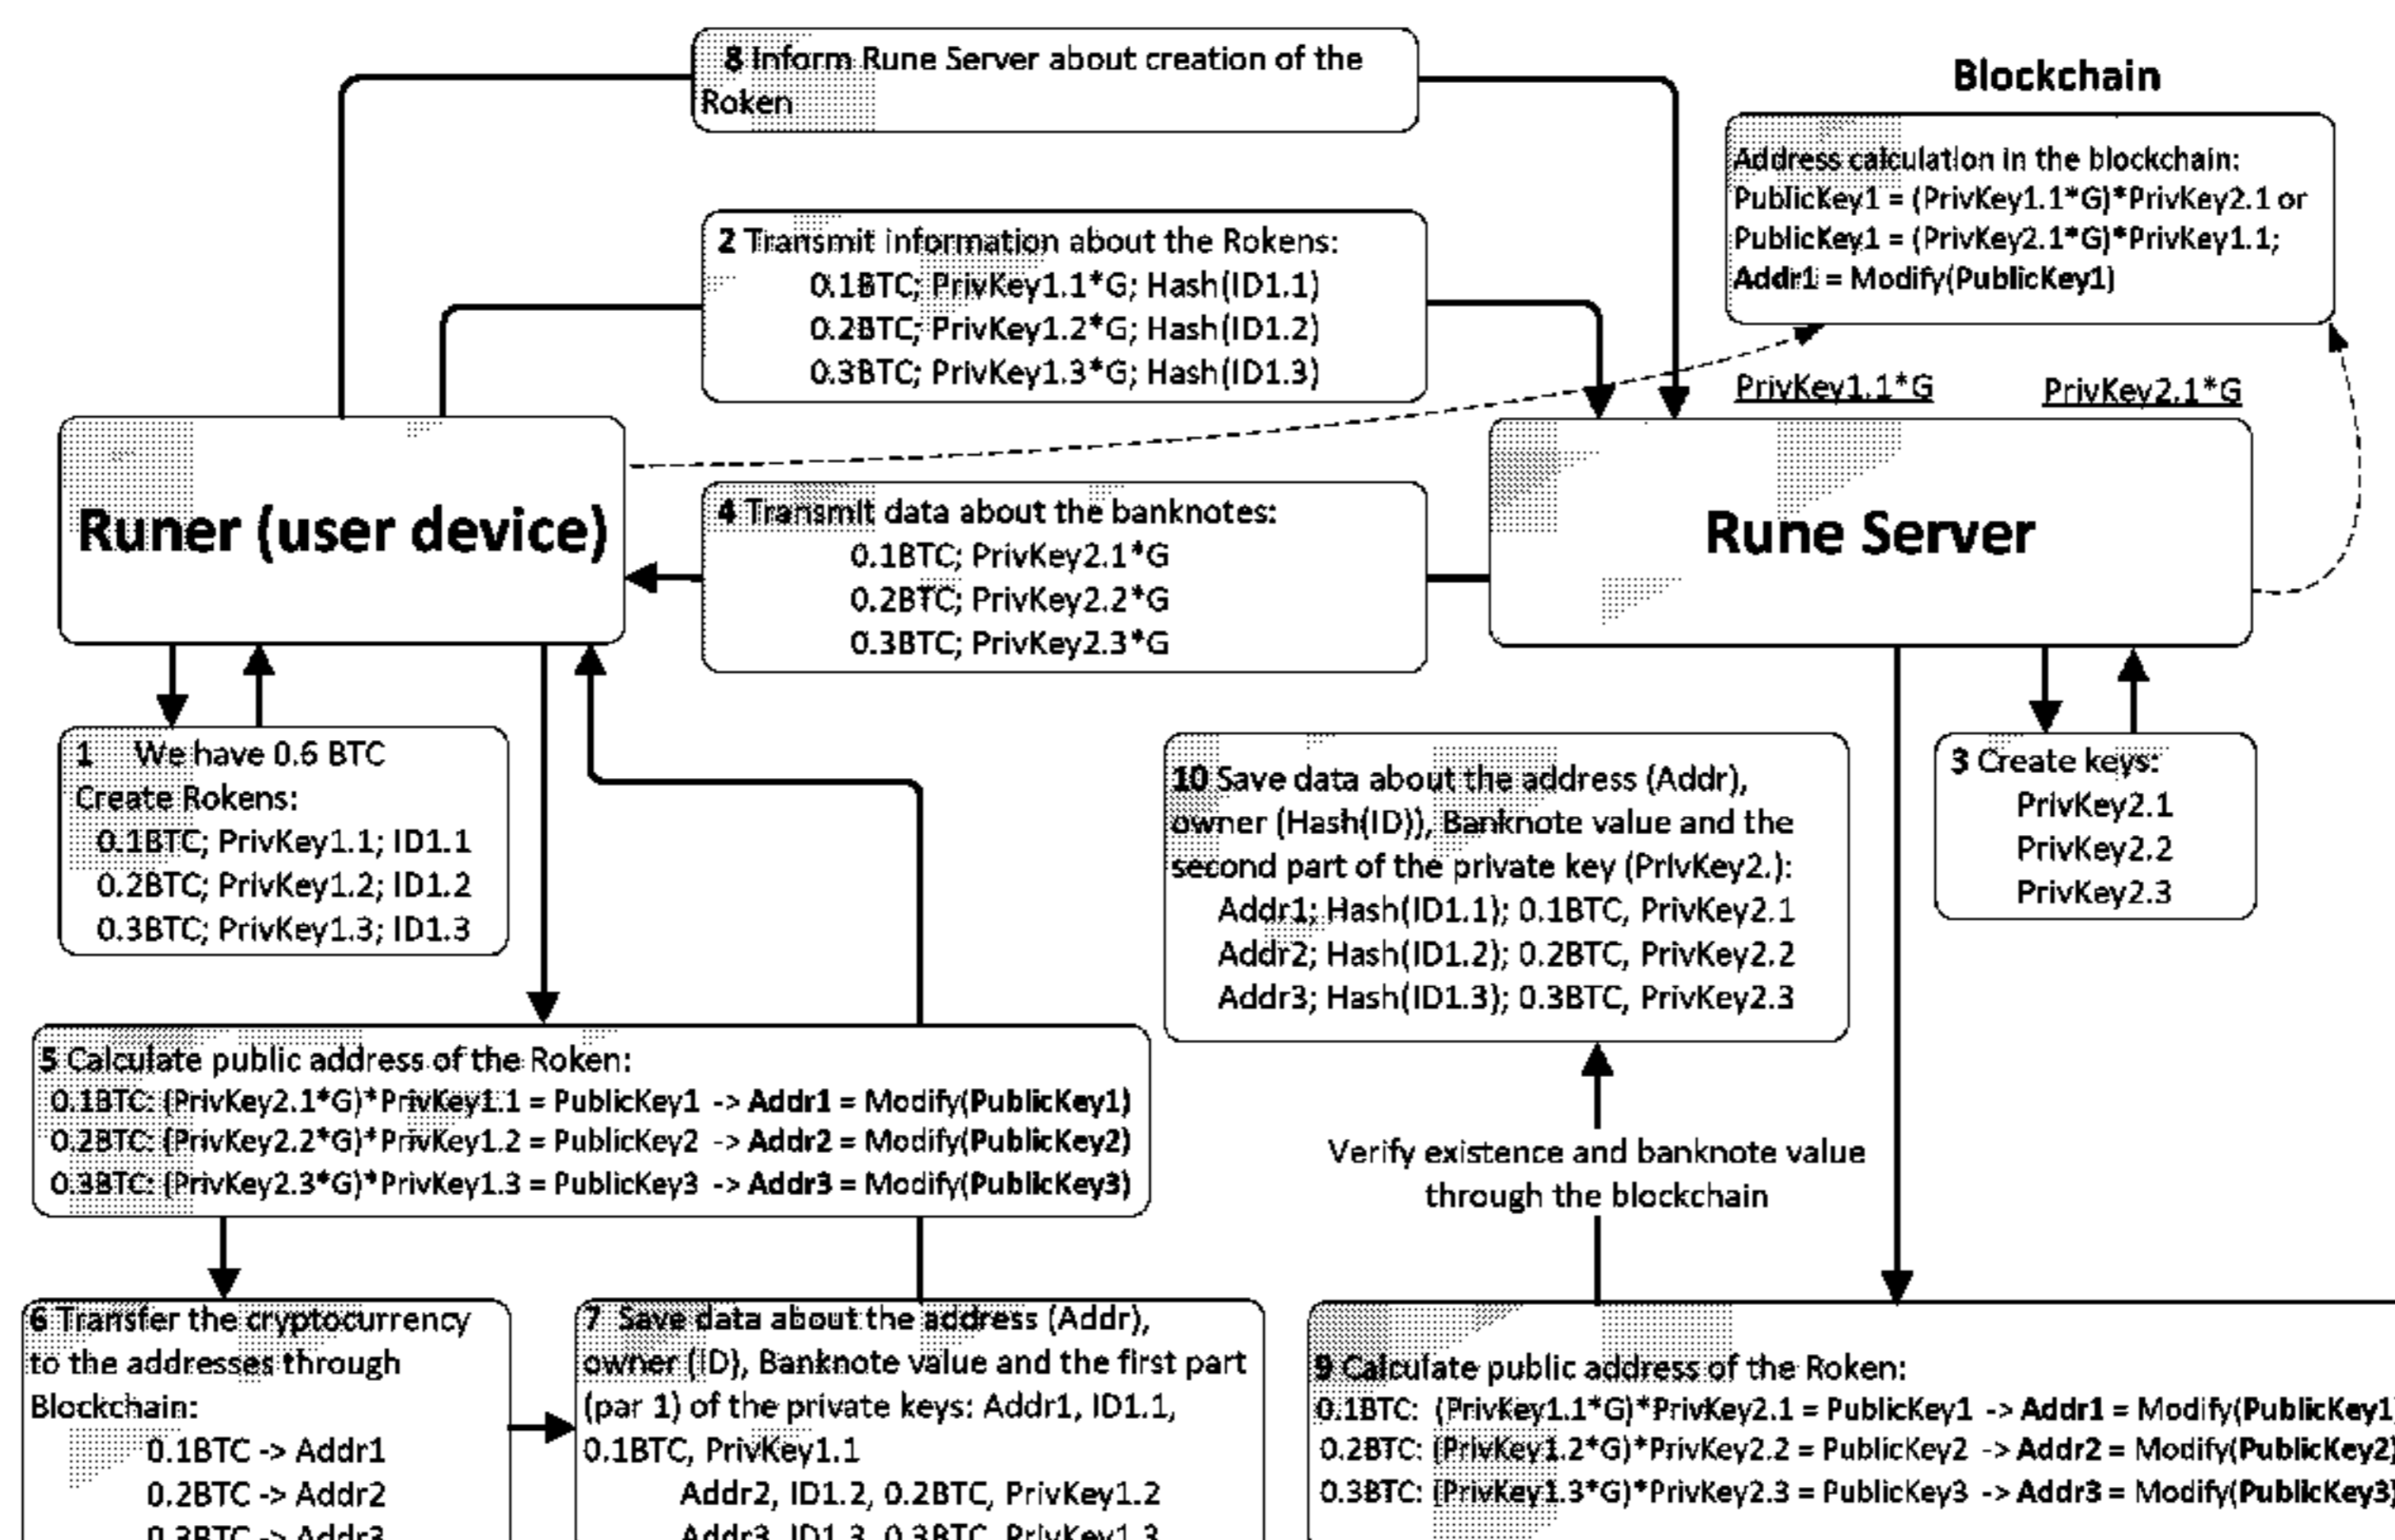 8 Inform Rune Server about creation of the
Roken
Blockchain
Address calculation in the blockchain:
PublicKey1 = (PrivKey1.1*G)*PrivKey2.1 or
PublicKey1 = (PrivKey2.1*G)*PrivKey1.1;
Addr1 = Modify(PublicKey1)
2 Transmit information about the Rokens:
0.1BTC; PrivKey1.1*G; Hash(ID1.1)
0.2BTC; PrivKey1.2*G; Hash(ID1.2)
0.3BTC; PrivKey1.3*G; Hash(ID1.3)
PrivKey1.1*G
PrivKey2.1*G
Runer (user device)
4 Transmit data about the banknotes:
0.1BTC; PrivKey2.1*G
0.2BTC; PrivKey2.2*G
0.3BTC; PrivKey2.3*G
Rune Server
1 We have 0.6 BTC
Create Rokens:
0.1BTC; PrivKey1.1; ID1.1
0.2BTC; PrivKey1.2; ID1.2
0.3BTC; PrivKey1.3; ID1.3
10 Save data about the address (Addr),
owner (Hash(ID)), Banknote value and the
second part of the private key (PrivKey2.):
Addr1; Hash(ID1.1); 0.1BTC, PrivKey2.1
Addr2; Hash(ID1.2); 0.2BTC, PrivKey2.2
Addr3; Hash(ID1.3); 0.3BTC, PrivKey2.3
3 Create keys:
PrivKey2.1
PrivKey2.2
PrivKey2.3
5 Calculate public address of the Roken:
0.1BTC: (PrivKey2.1*G)*PrivKey1.1 = PublicKey1 -> Addr1 = Modify(PublicKey1)
0.2BTC: (PrivKey2.2*G)*PrivKey1.2 = PublicKey2 -> Addr2 = Modify(PublicKey2)
0.3BTC: (PrivKey2.3*G)*PrivKey1.3 = PublicKey3 -> Addr3 = Modify(PublicKey3)
Verify existence and banknote value
through the blockchain
6 Transfer the cryptocurrency
to the addresses through
Blockchain:
0.1BTC -> Addr1
0.2BTC -> Addr2
0.3BTC -> Addr3
7 Save data about the address (Addr),
owner (ID), Banknote value and the first part
(par 1) of the private keys: Addr1, ID1.1,
0.1BTC, PrivKey1.1
Addr2, ID1.2, 0.2BTC, PrivKey1.2
Addr3, ID1.3, 0.3BTC, PrivKey1.3
9 Calculate public address of the Roken:
0.1BTC: (PrivKey1.1*G)*PrivKey2.1 = PublicKey1 -> Addr1 = Modify(PublicKey1)
0.2BTC: (PrivKey1.2*G)*PrivKey2.2 = PublicKey2 -> Addr2 = Modify(PublicKey2)
0.3BTC: (PrivKey1.3*G)*PrivKey2.3 = PublicKey3 -> Addr3 = Modify(PublicKey3)